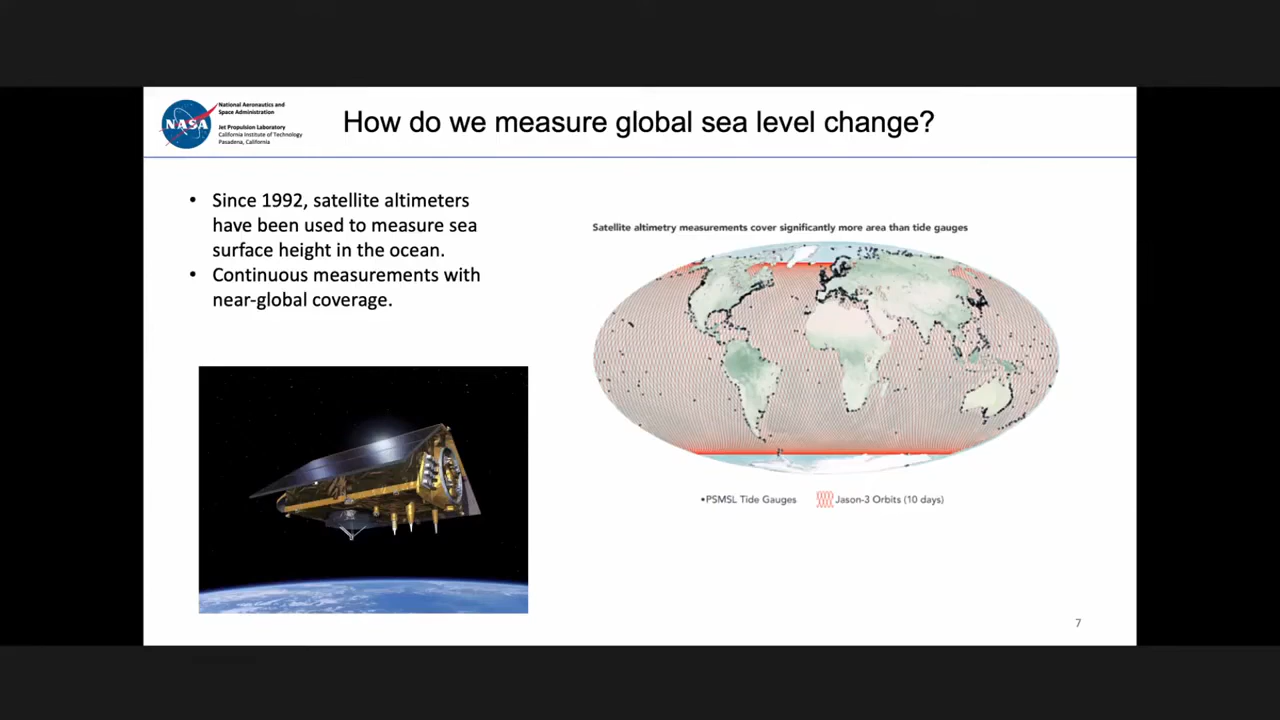 National Aeronautics and
Space Administration
Jet Propulsion Laboratory
California Institute of Technology
Pasadena, California
NASA
How do we measure global sea level change?
• Since 1992, satellite altimeters
have been used to measure sea
surface height in the ocean.
• Continuous measurements with
near-global coverage.
Satellite altimetry measurements cover significantly more area than tide gauges
•PSMSL Tide Gauges
Jason-3 Orbits (10 days)
7